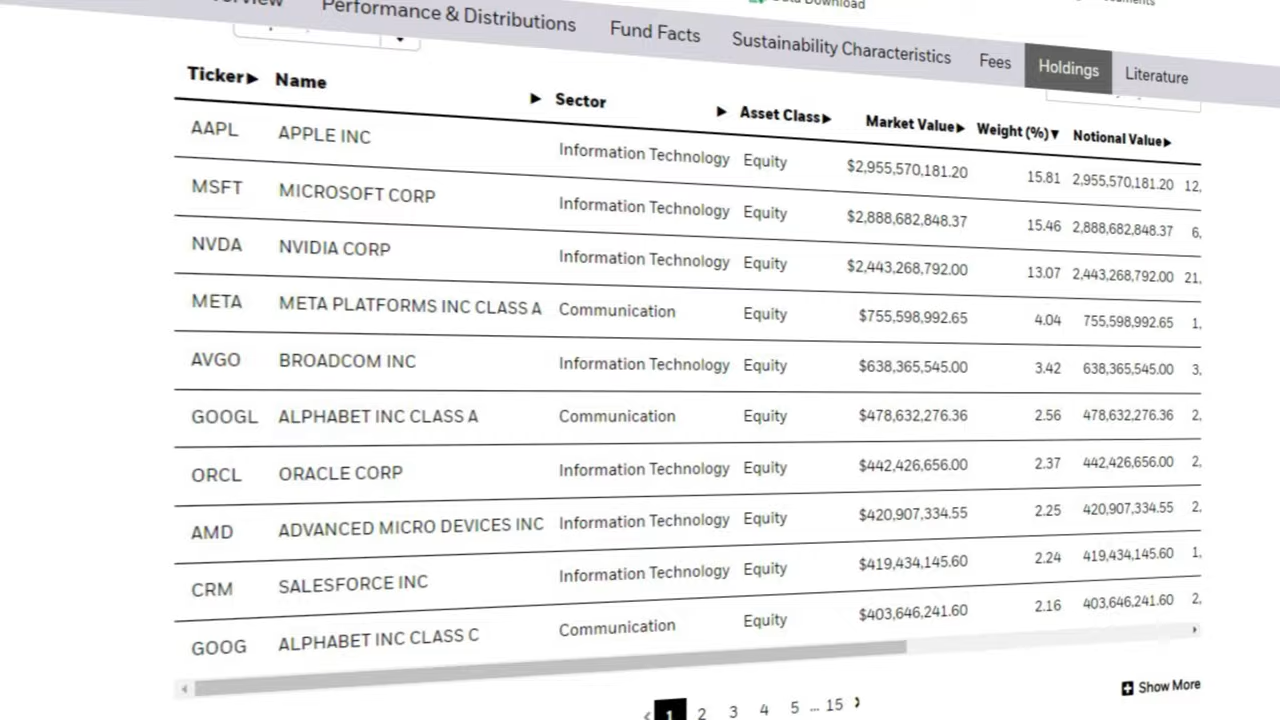 Performance & Distributions Fund Facts Sustainability Characteristics Fees Holdings Literature
Ticker▶ Name ▶ Sector ▶ Asset Class▶ Market Value▶ Weight (%)▼ Notional Value▶
AAPL APPLE INC Information Technology Equity $2,955,570,181.20 15.81 2,955,570,181.20 12,
MSFT MICROSOFT CORP Information Technology Equity $2,888,682,848.37 15.46 2,888,682,848.37 6,
NVDA NVIDIA CORP Information Technology Equity $2,443,268,792.00 13.07 2,443,268,792.00 21,
META META PLATFORMS INC CLASS A Communication Equity $755,598,992.65 4.04 755,598,992.65 1,
AVGO BROADCOM INC Information Technology Equity $638,365,545.00 3.42 638,365,545.00 3,
GOOGL ALPHABET INC CLASS A Communication Equity $478,632,276.36 2.56 478,632,276.36 2,
ORCL ORACLE CORP Information Technology Equity $442,426,656.00 2.37 442,426,656.00 2,
AMD ADVANCED MICRO DEVICES INC Information Technology Equity $420,907,334.55 2.25 420,907,334.55 2,
CRM SALESFORCE INC Information Technology Equity $419,434,145.60 2.24 419,434,145.60 1,
GOOG ALPHABET INC CLASS C Communication Equity $403,646,241.60 2.16 403,646,241.60 2,
Show More
1 2 3 4 5 ... 15